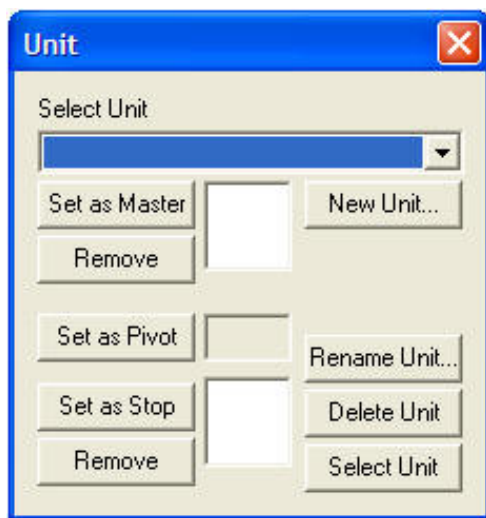 Unit
Select Unit
Set as Master
New Unit...
Remove
Set as Pivot
Rename Unit...
Set as Stop
Delete Unit
Remove
Select Unit